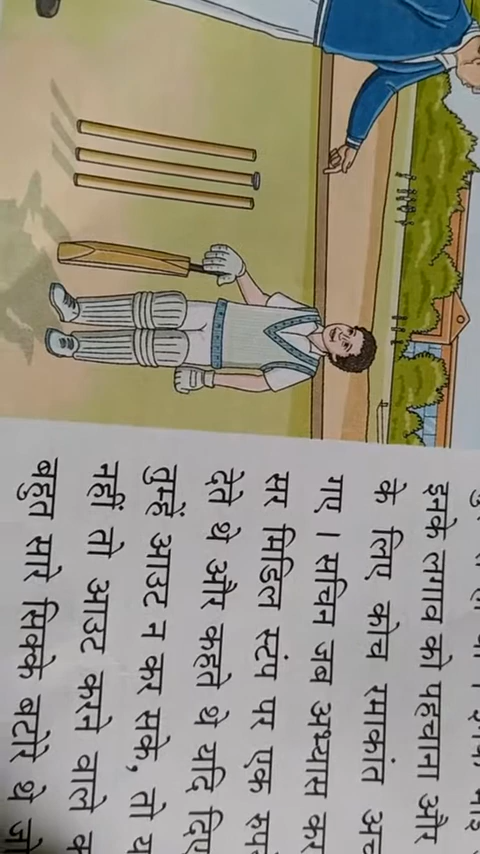 इनके लगाव को पहचाना और
के लिए कोच रमाकांत
गए । सचिन जब अभ्यास कर
सर मिडिल स्टंप पर एक
देते थे और कहते थे यदि
तुम्हें आउट न कर सके, तो
नहीं तो आउट करने वाले
बहुत सारे सिक्के बटोरे थे जो